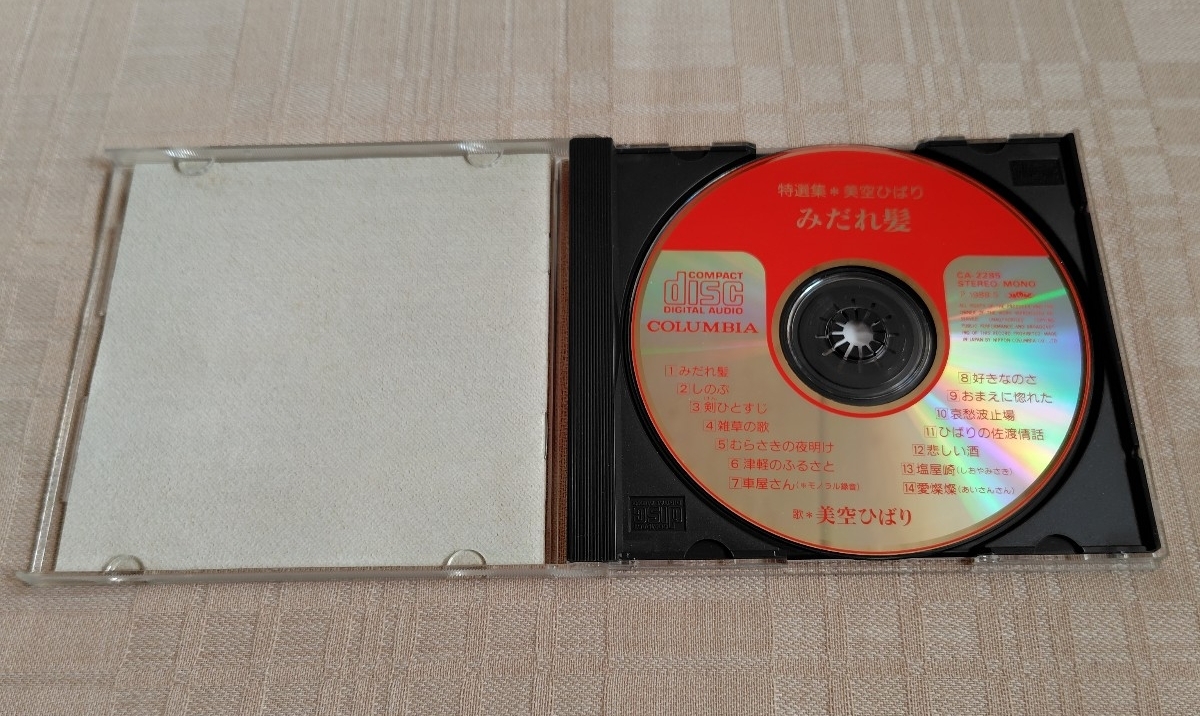 特選集＊美空ひばり
みだれ髪
COMPACT
disc
DIGITAL AUDIO
COLUMBIA
CA-2295
STEREO MONO
1 みだれ髪
2 しのぶ
3 剣ひとすじ
4 雑草の歌
5 むらさきの夜明け
6 津軽のふるさと
7 車屋さん(※モノラル録音)
8 好きなのさ
9 おまえに惚れた
10 哀愁波止場
11 ひばりの佐渡情話
12 悲しい酒
13 塩屋崎(しおやみさき)
14 愛燦燦(あいさんさん)
歌＊美空ひばり